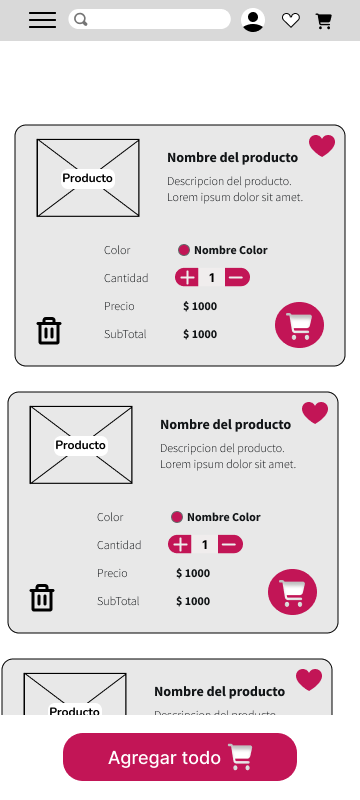 Producto
Nombre del producto
Descripcion del producto.
Lorem ipsum dolor sit amet.
Color
Nombre Color
Cantidad
1
Precio
$ 1000
SubTotal
$ 1000
Producto
Nombre del producto
Descripcion del producto.
Lorem ipsum dolor sit amet.
Color
Nombre Color
Cantidad
1
Precio
$ 1000
SubTotal
$ 1000
Producto
Nombre del producto
Descripcion del producto.
Agregar todo